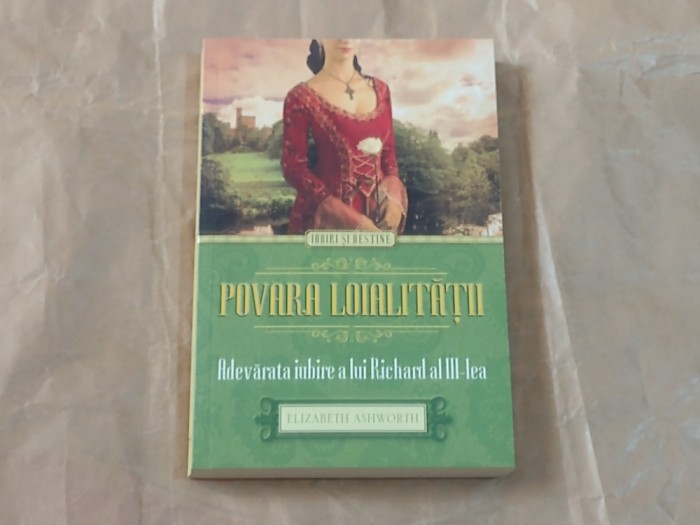 IUBIRI ȘI DESTINE
POVARA LOIALITĂȚII
Adevărata iubire a lui Richard al III-lea
ELIZABETH ASHWORTH